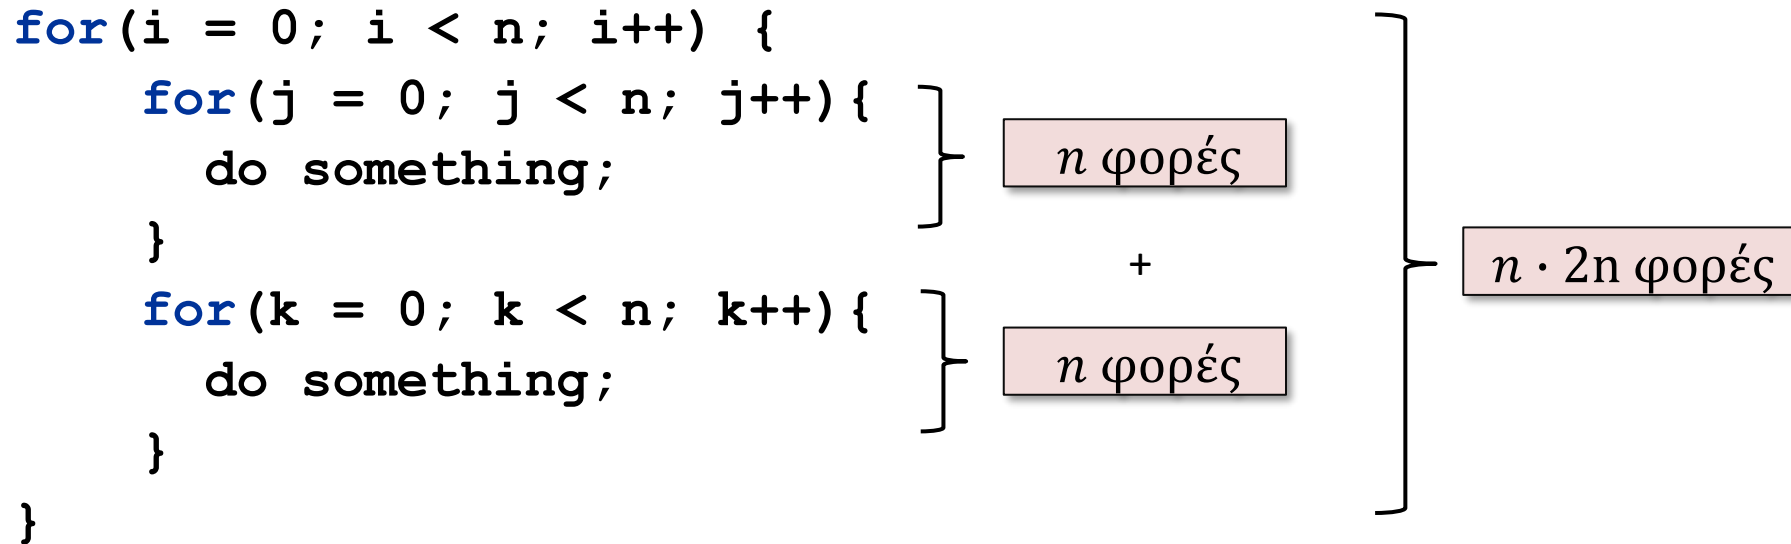 for(i = 0; i < n; i++) {
for(j = 0; j < n; j++){
do something;
}
for(k = 0; k < n; k++){
do something;
}
}
n φορές
+
n φορές
n · 2n φορές